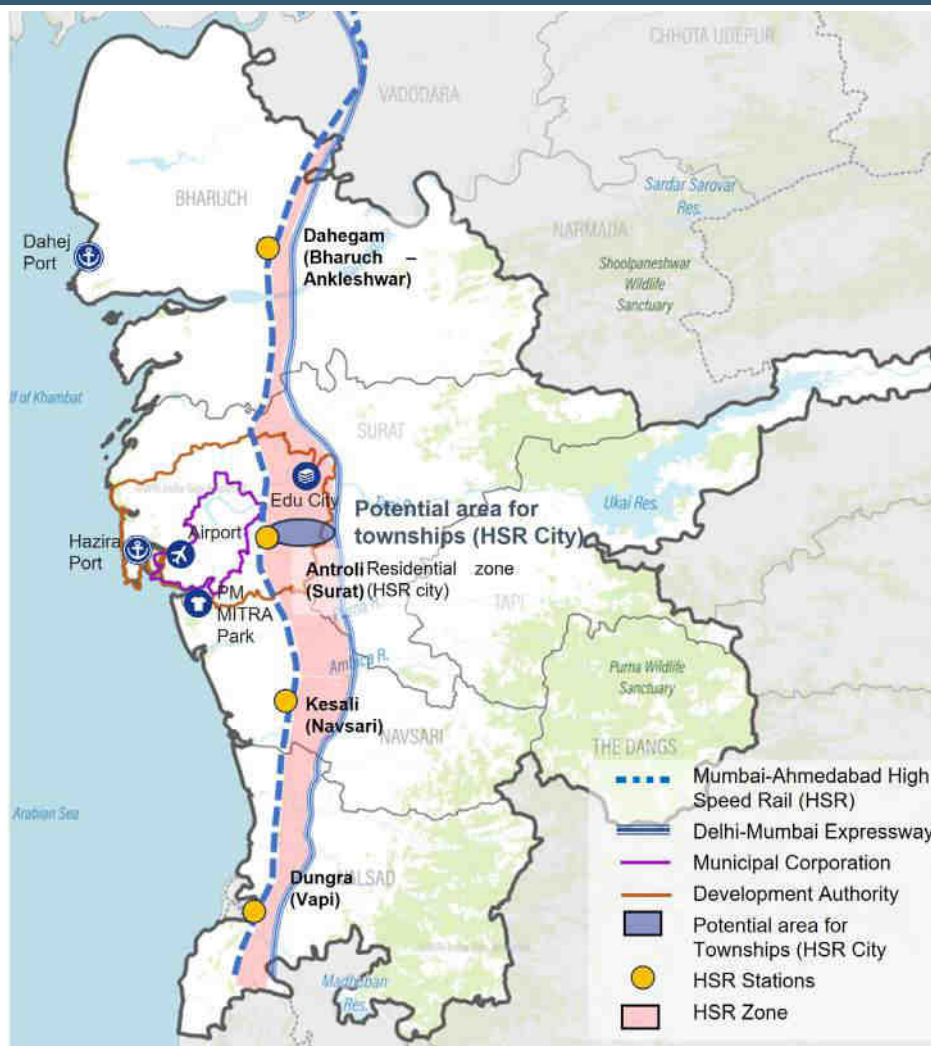 CHHOTA UDEPUR
VADODARA
BHARUCH
Sardar Sarovar
Res.
NARMADA
Dahej
Port
Dahegam
(Bharuch –
Ankleshwar)
Shoolpaneshwar
Wildlife
Sanctuary
lf of Khambat
SURAT
Edu City
Ukai Res.
Potential area for
townships (HSR City)
Hazira
Port
Airport
Antroli
(Surat)
Residential zone
(HSR city)
PM
MITRA
Park
TAPI
Ambica R.
Purna Wildlife
Sanctuary
Kesali
(Navsari)
NAVSARI
THE DANGS
Arabian Sea
Dungra
(Vapi)
ALSAD
Madhuban
Res.
Mumbai-Ahmedabad High
Speed Rail (HSR)
Delhi-Mumbai Expressway
Municipal Corporation
Development Authority
Potential area for
Townships (HSR City
HSR Stations
HSR Zone